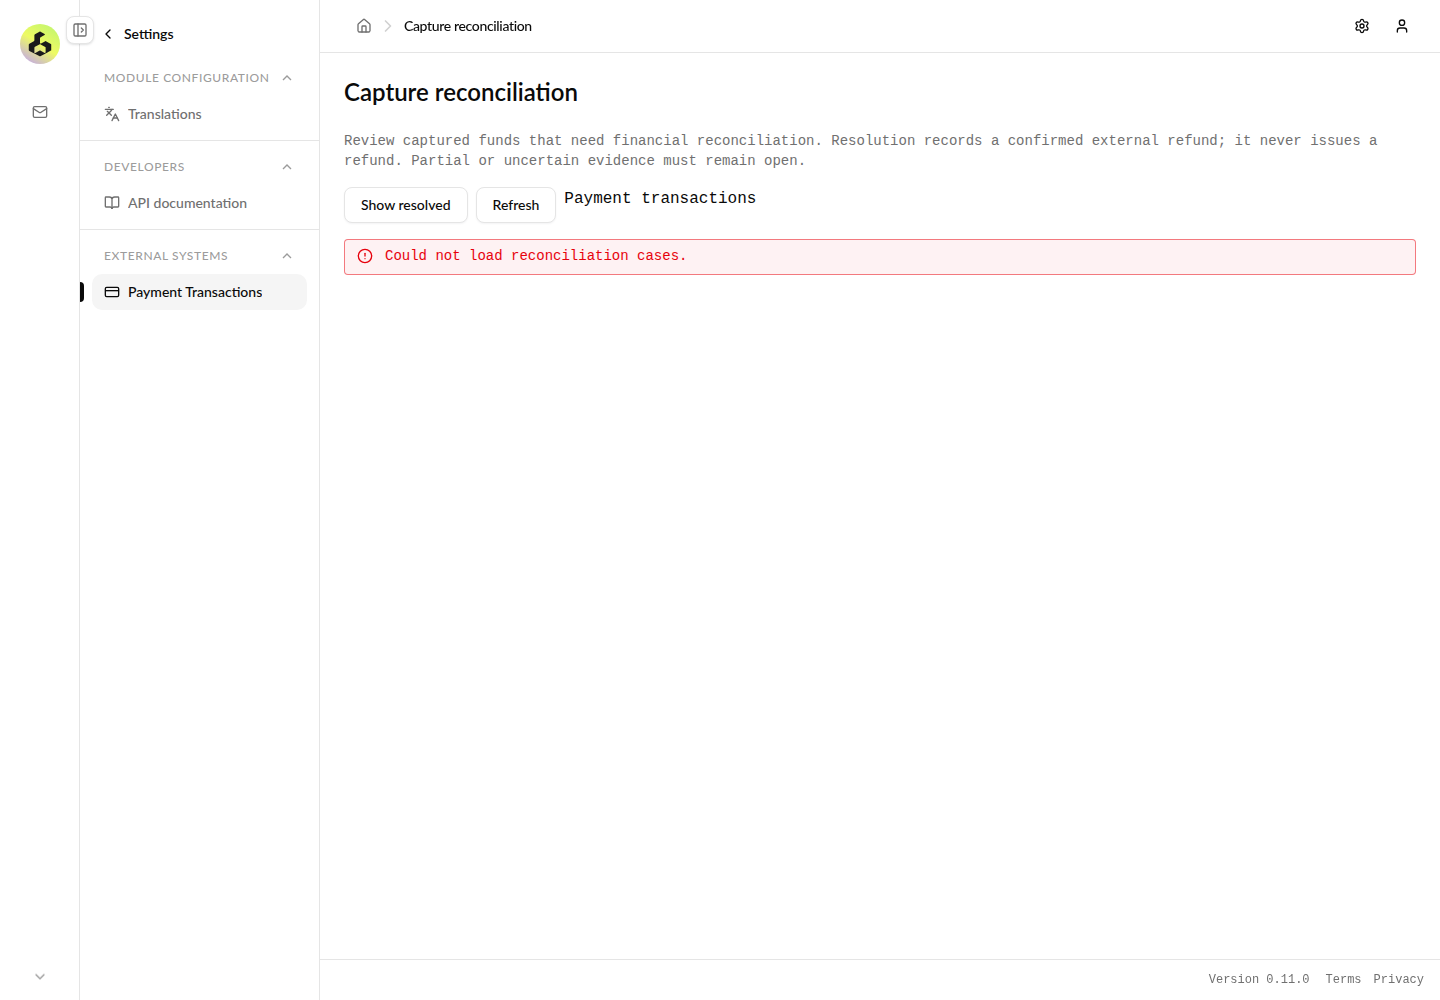 Settings
MODULE CONFIGURATION
Translations
DEVELOPERS
API documentation
EXTERNAL SYSTEMS
Payment Transactions
Capture reconciliation
Capture reconciliation
Review captured funds that need financial reconciliation. Resolution records a confirmed external refund; it never issues a
refund. Partial or uncertain evidence must remain open.
Show resolved Refresh Payment transactions
Could not load reconciliation cases.
Version 0.11.0 Terms Privacy